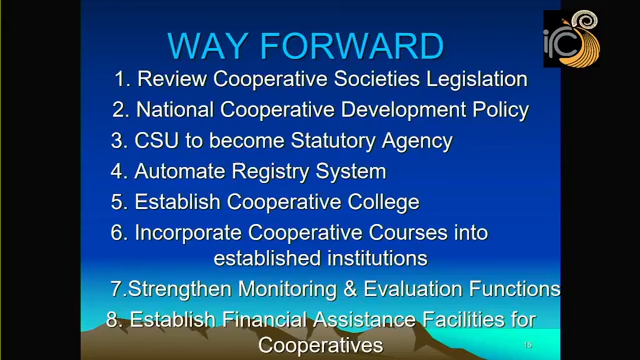 WAY FORWARD
1. Review Cooperative Societies Legislation
2. National Cooperative Development Policy
3. CSU to become Statutory Agency
4. Automate Registry System
5. Establish Cooperative College
6. Incorporate Cooperative Courses into
established institutions
7.Strengthen Monitoring & Evaluation Functions
8. Establish Financial Assistance Facilities for
Cooperatives
irc
15